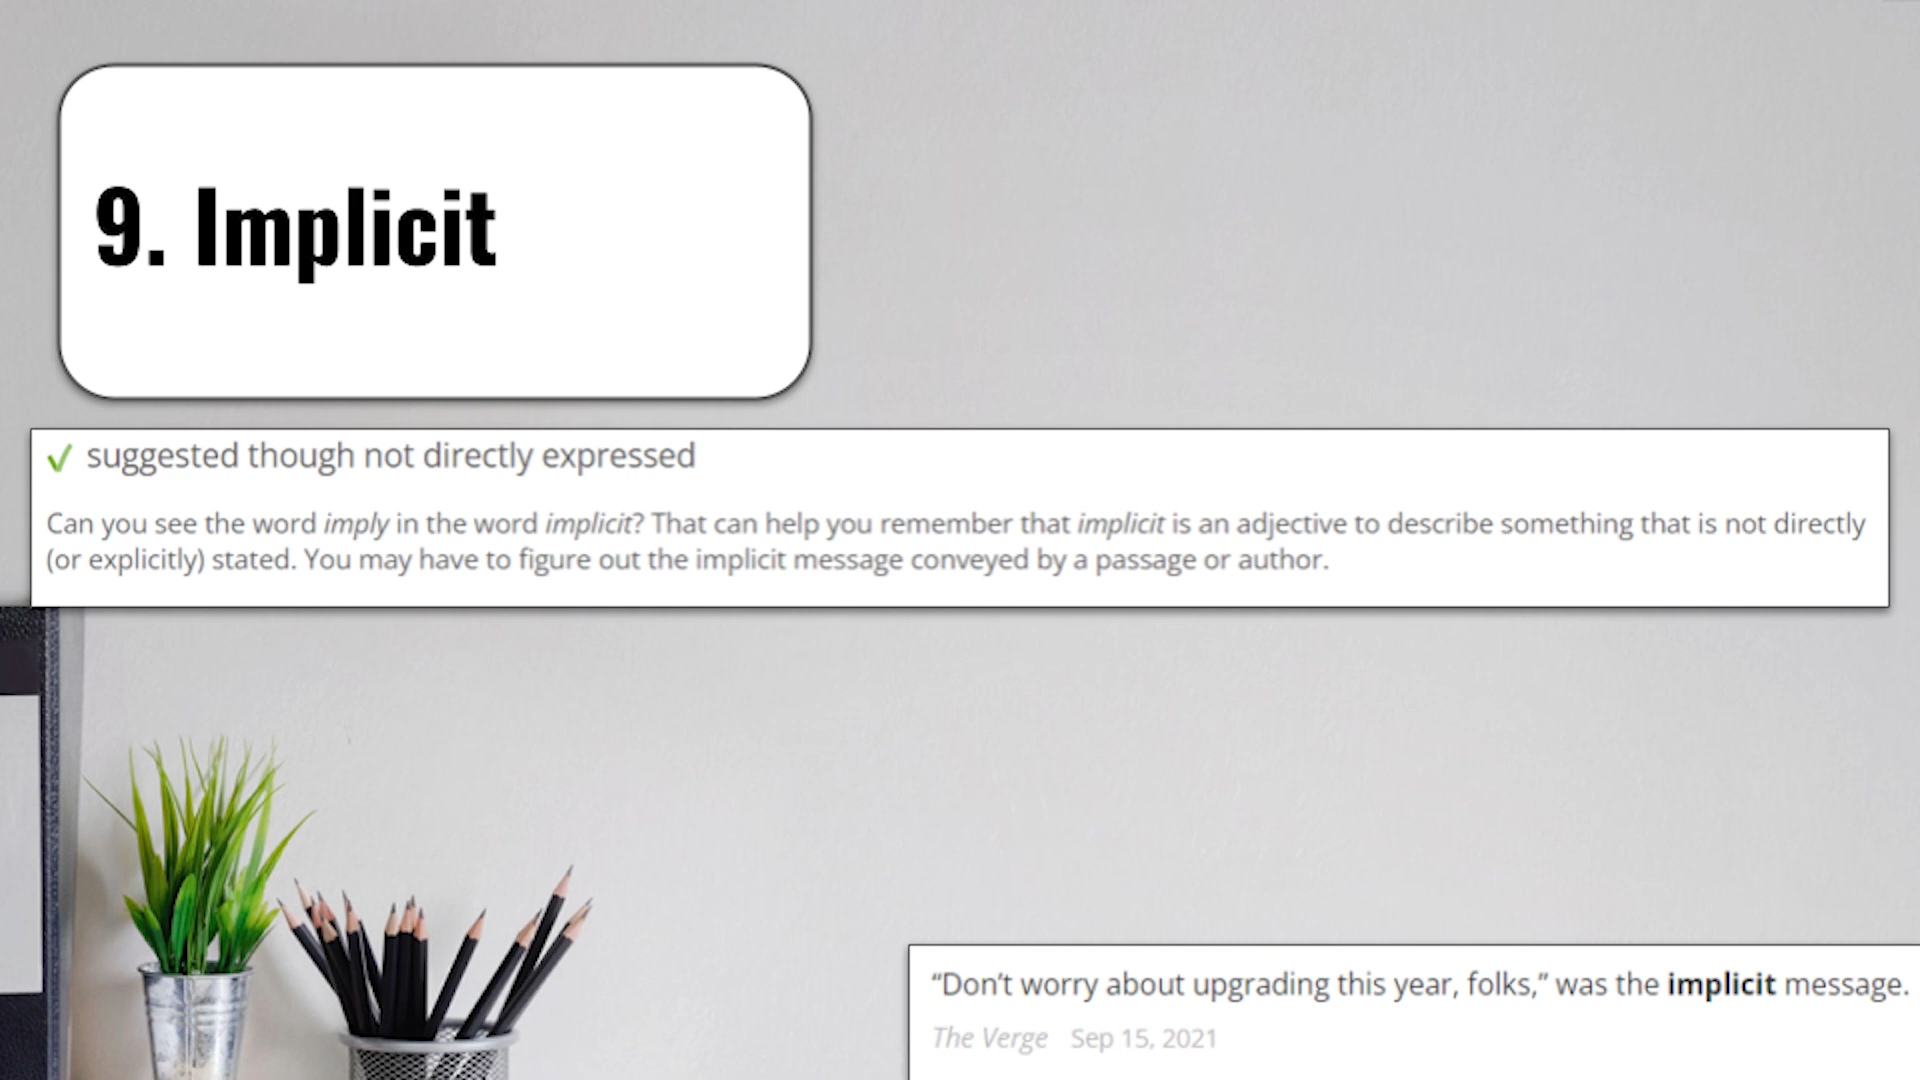 9. Implicit
✓ suggested though not directly expressed
Can you see the word imply in the word implicit? That can help you remember that implicit is an adjective to describe something that is not directly
(or explicitly) stated. You may have to figure out the implicit message conveyed by a passage or author.
“Don’t worry about upgrading this year, folks,” was the implicit message.
The Verge Sep 15, 2021